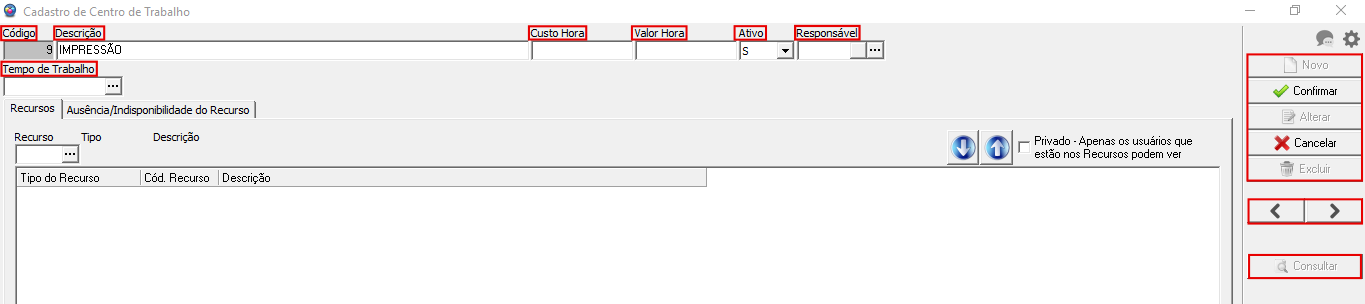 Cadastro de Centro de Trabalho
Código Descrição Custo Hora Valor Hora Ativo Responsável
9 IMPRESSÃO S ...
Tempo de Trabalho
...
Recursos Ausência/Indisponibilidade do Recurso
Recurso Tipo Descrição
...
Privado - Apenas os usuários que
estão nos Recursos podem ver
Tipo do Recurso Cód. Recurso Descrição
Novo
Confirmar
Alterar
Cancelar
Excluir
Consultar